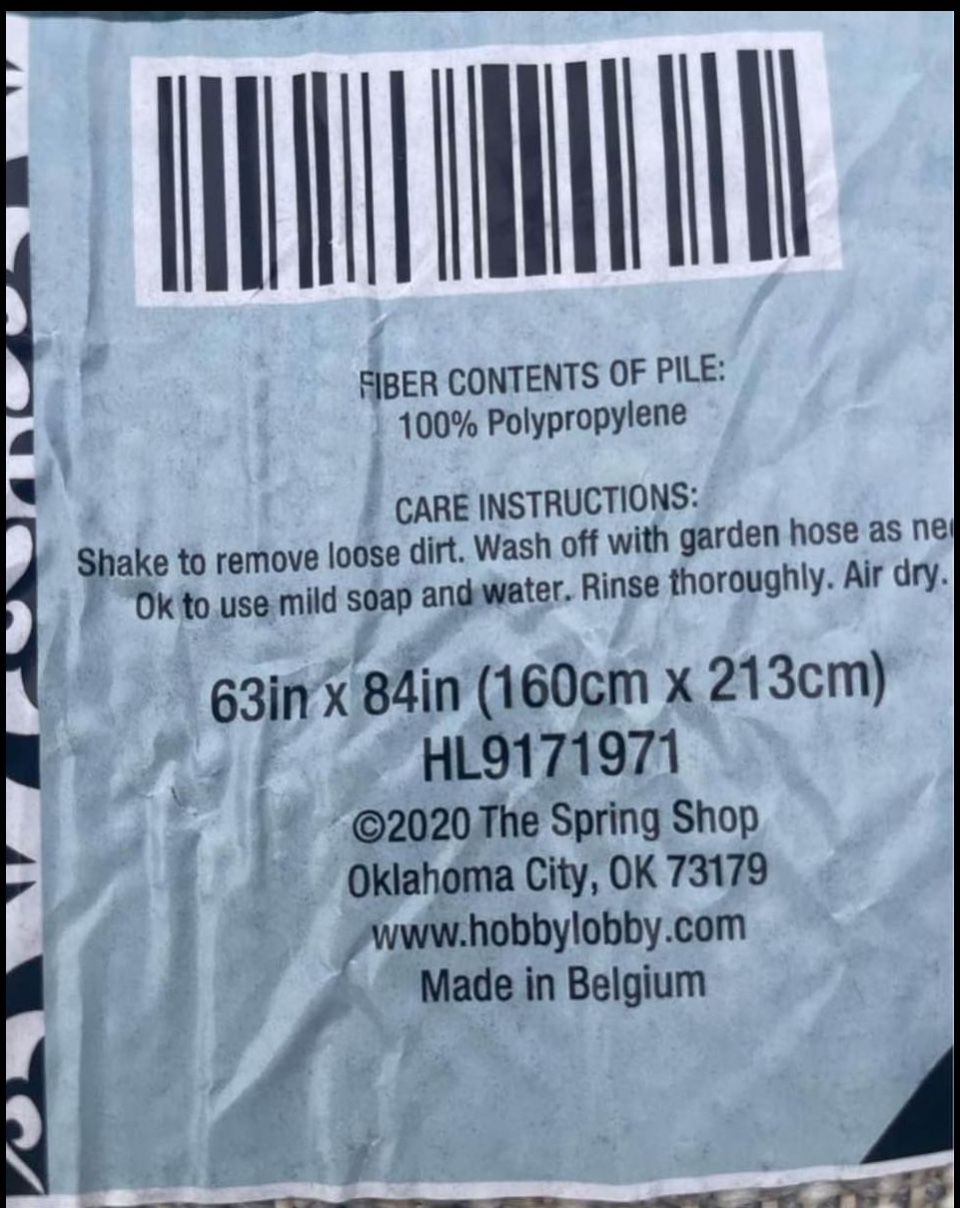 FIBER CONTENTS OF PILE:
100% Polypropylene
CARE INSTRUCTIONS:
Shake to remove loose dirt. Wash off with garden hose as
Ok to use mild soap and water. Rinse thoroughly. Air dry.
63in x 84in (160cm x 213cm)
HL9171971
©2020 The Spring Shop
Oklahoma City, OK 73179
www.hobbylobby.com
Made in Belgium